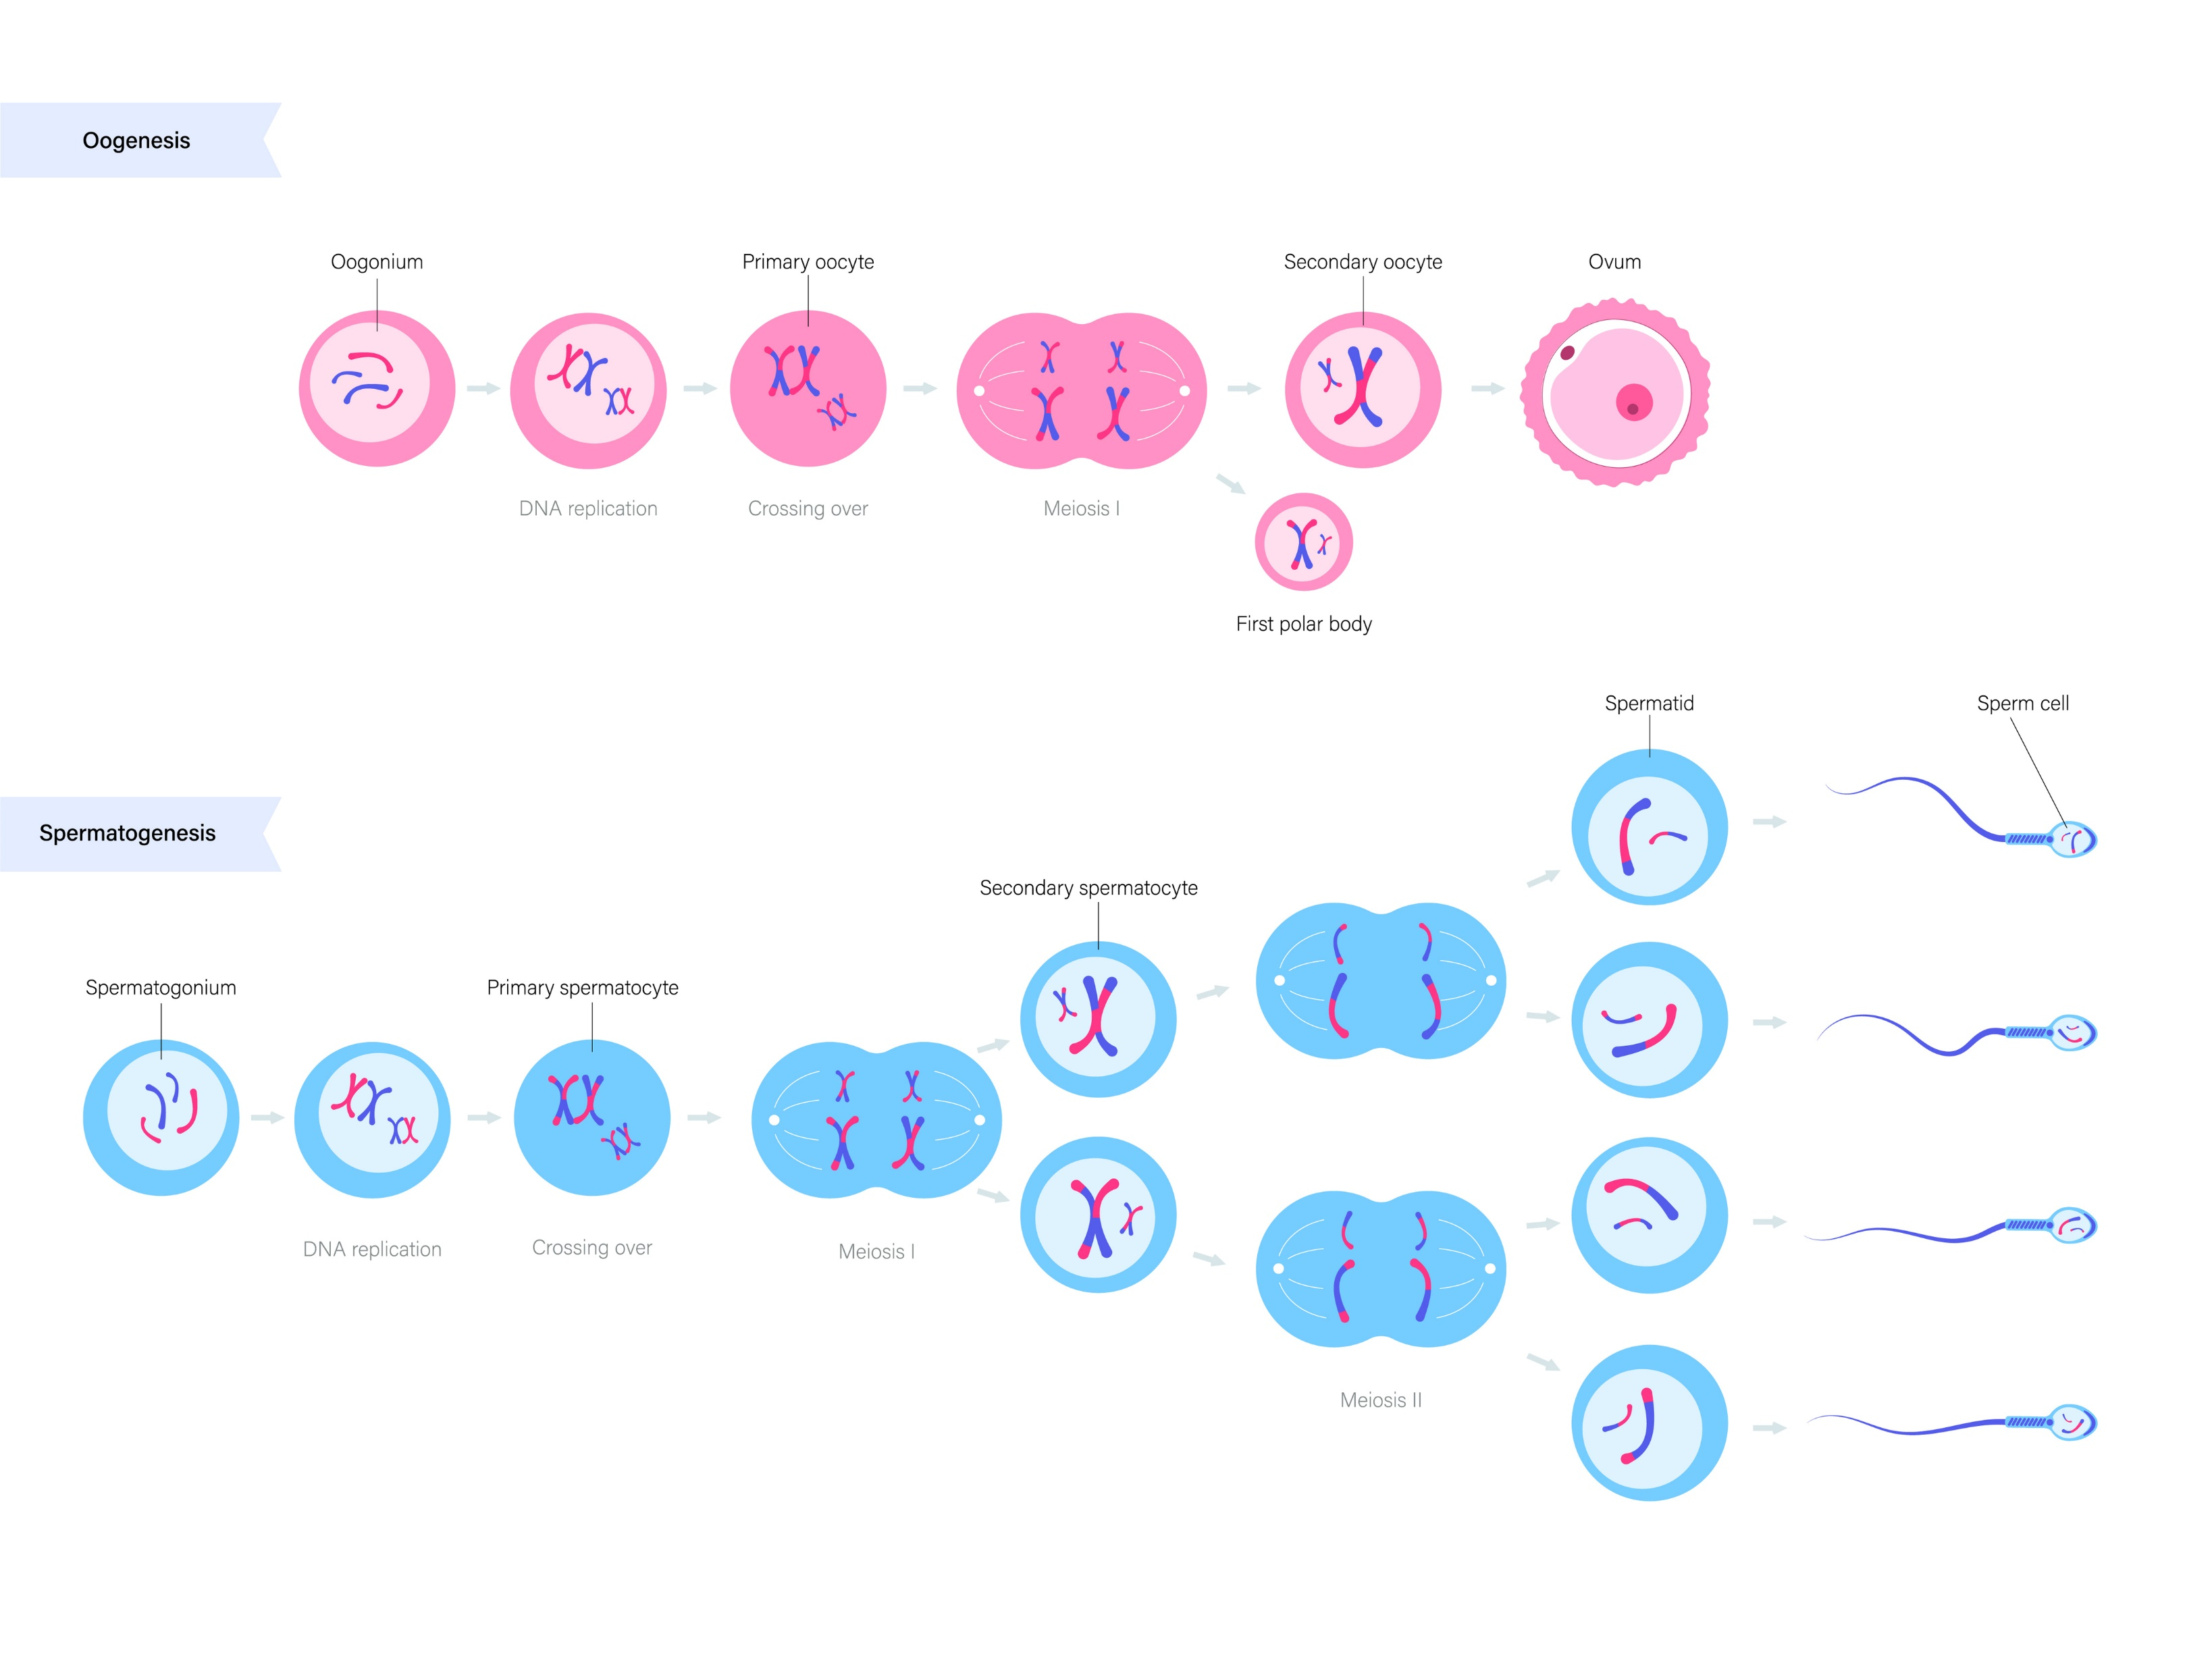 Oogenesis
Oogonium
Primary oocyte
Secondary oocyte
Ovum
DNA replication
Crossing over
Meiosis I
First polar body
Spermatid
Sperm cell
Spermatogenesis
Secondary spermatocyte
Spermatogonium
Primary spermatocyte
DNA replication
Crossing over
Meiosis I
Meiosis II